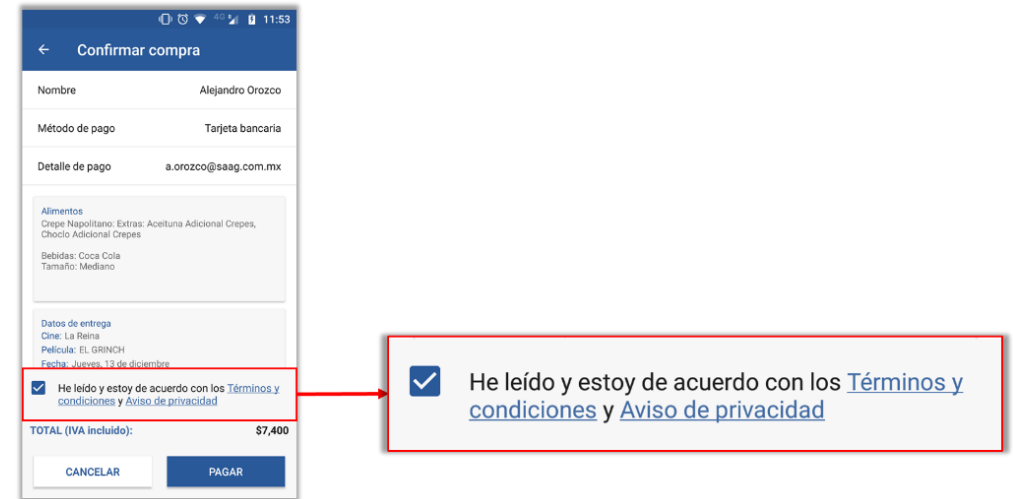 4G 11:53
Confirmar compra
Nombre Alejandro Orozco
Método de pago Tarjeta bancaria
Detalle de pago a.orozco@saag.com.mx
Alimentos
Crepe Napolitano: Extras: Aceituna Adicional Crepes,
Choclo Adicional Crepes
Bebidas: Coca Cola
Tamaño: Mediano
Datos de entrega
Cine: La Reina
Película: EL GRINCH
Fecha: Jueves, 13 de diciembre
He leído y estoy de acuerdo con los Términos y
condiciones y Aviso de privacidad
TOTAL (IVA incluido): $7,400
CANCELAR PAGAR
He leído y estoy de acuerdo con los Términos y
condiciones y Aviso de privacidad